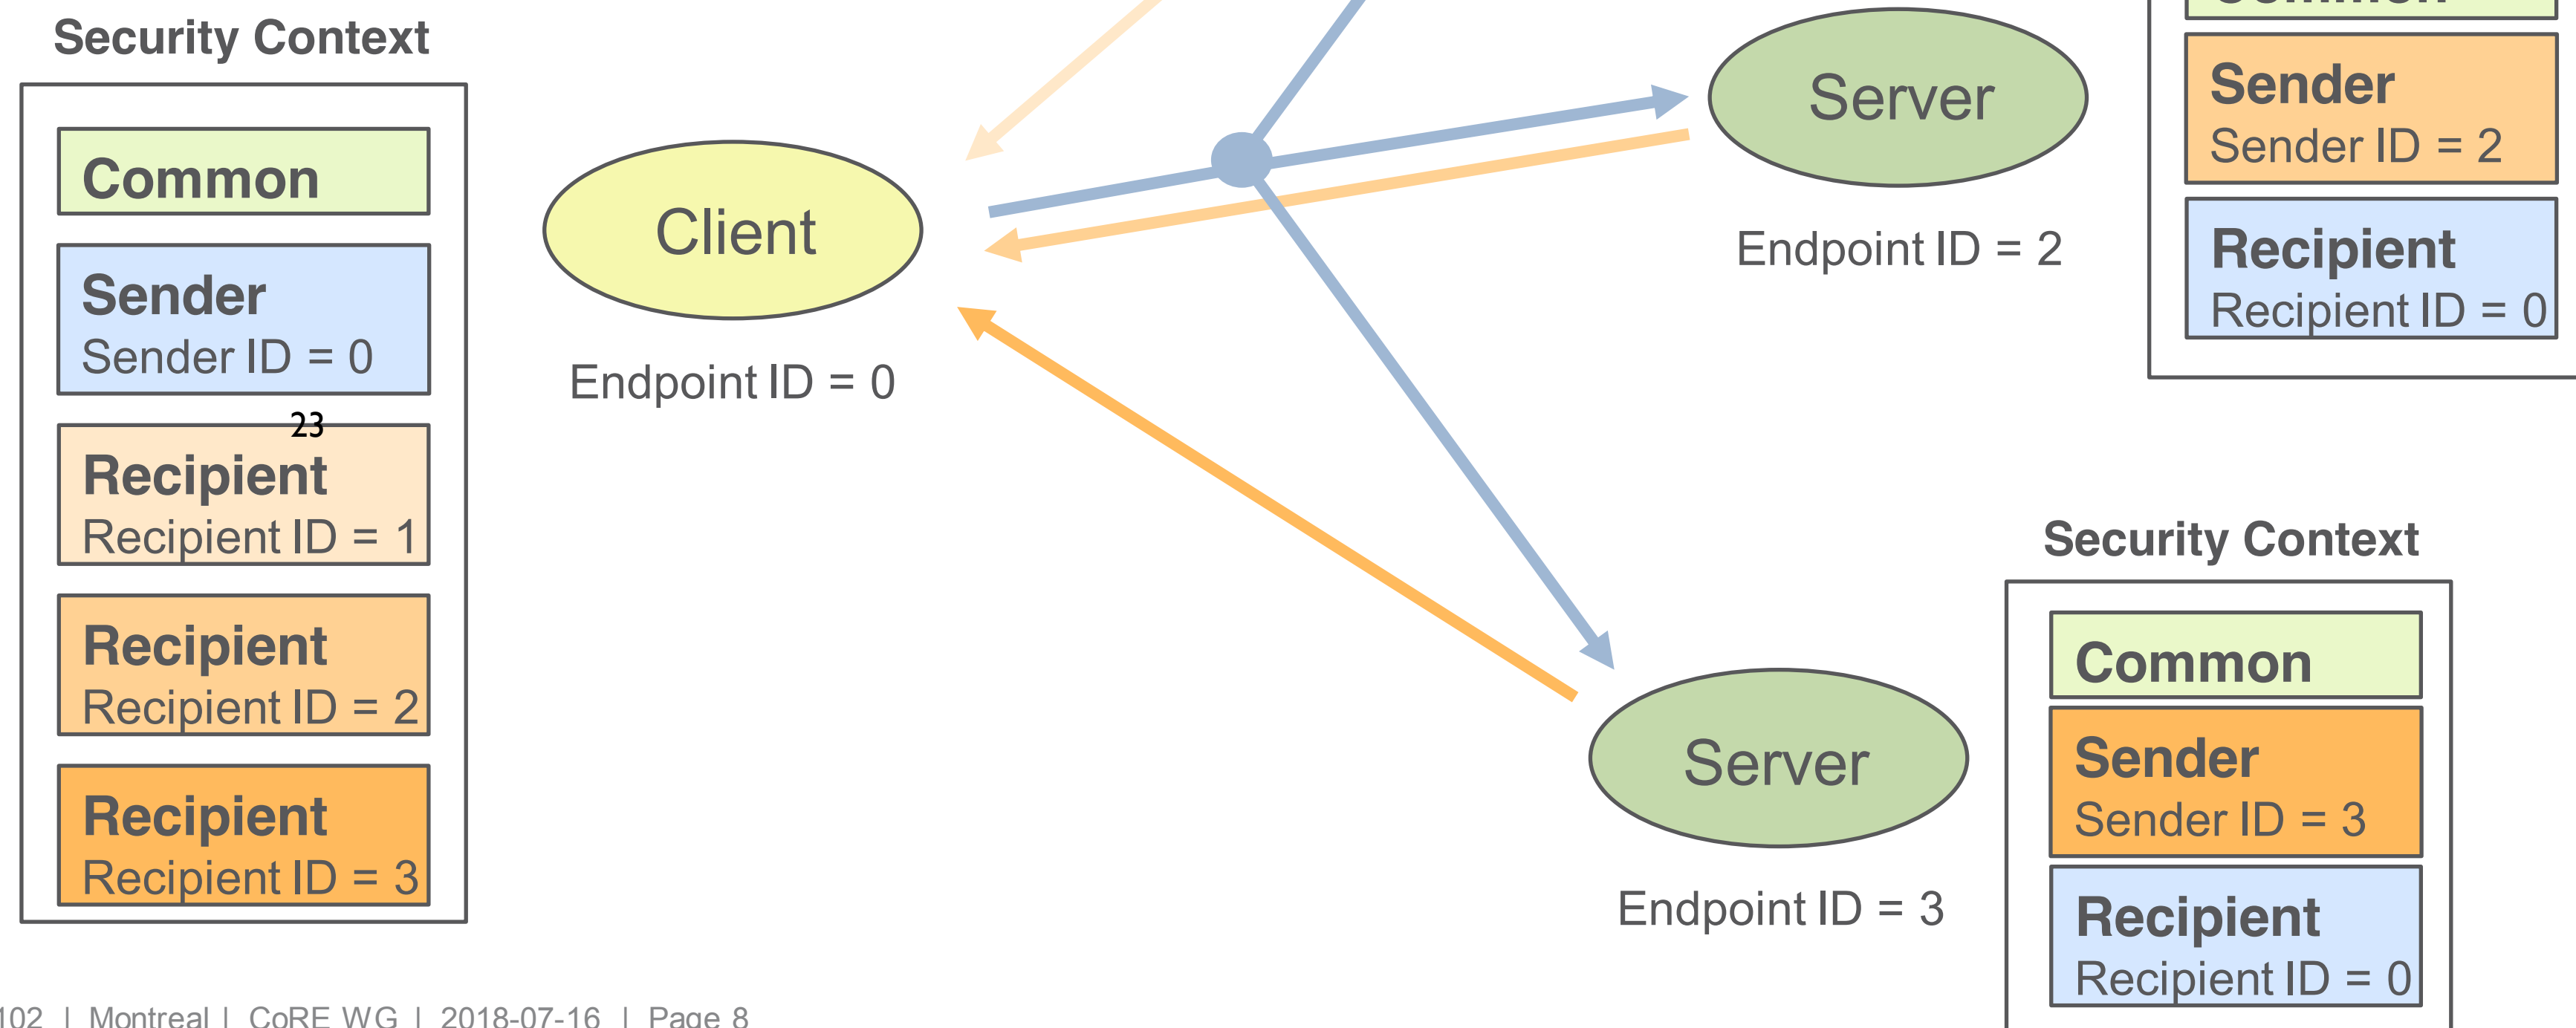 Security Context
Common
Sender
Sender ID = 0
23
Recipient
Recipient ID = 1
Recipient
Recipient ID = 2
Recipient
Recipient ID = 3
Client
Endpoint ID = 0
Server
Endpoint ID = 2
Common
Sender
Sender ID = 2
Recipient
Recipient ID = 0
Server
Endpoint ID = 3
Security Context
Common
Sender
Sender ID = 3
Recipient
Recipient ID = 0
102 | Montreal | CoRE WG | 2018-07-16 | Page 8